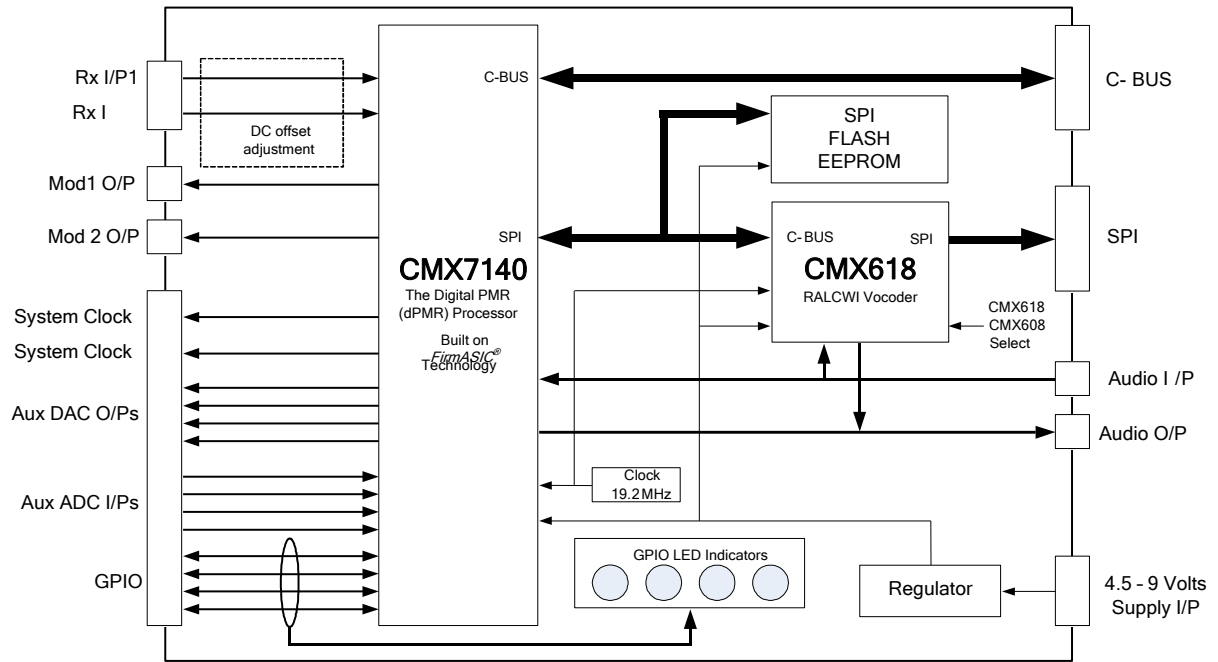 Rx I/P1
Rx I
Mod1 O/P
Mod 2 O/P
System Clock
System Clock
Aux DAC O/Ps
Aux ADC I/Ps
GPIO
DC offset
adjustment
C-BUS
SPI
CMX7140
The Digital PMR
(dPMR) Processor
Built on
FirmASIC®
Technology
SPI
FLASH
EEPROM
C-BUS
SPI
CMX618
RALCWI Vocoder
CMX618
CMX608
Select
Clock
19.2MHz
GPIO LED Indicators
Regulator
C- BUS
SPI
Audio I /P
Audio O/P
4.5 - 9 Volts
Supply I/P